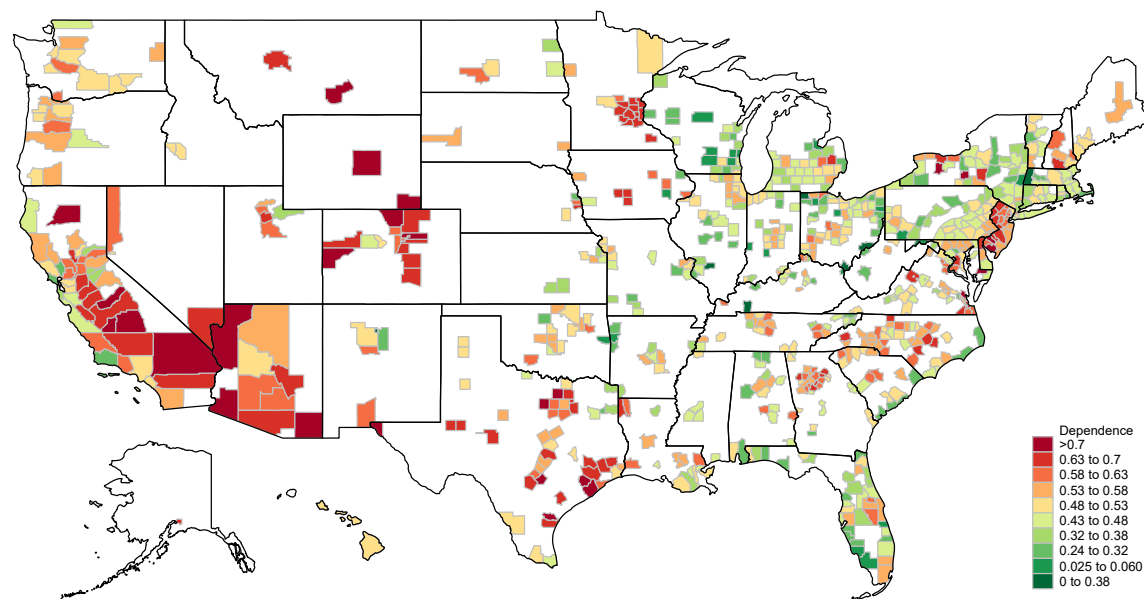 Dependence
>0.7
0.63 to 0.7
0.58 to 0.63
0.53 to 0.58
0.48 to 0.53
0.43 to 0.48
0.32 to 0.38
0.24 to 0.32
0.025 to 0.060
0 to 0.38